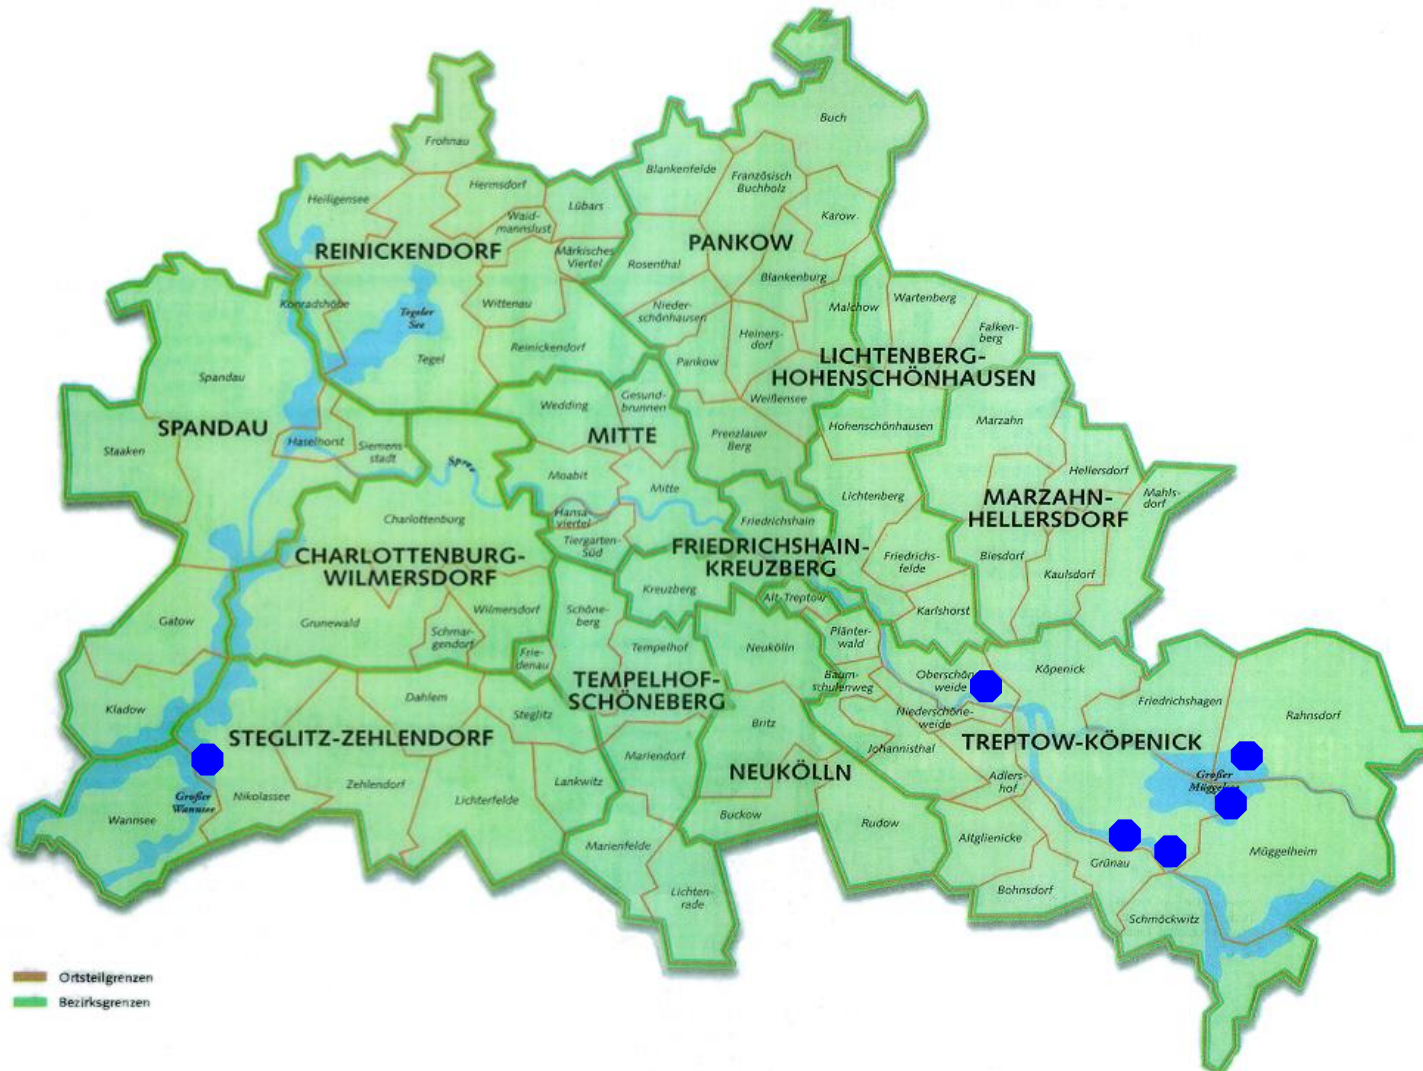 Buch
Frohnau
Blankenfelde
Französisch
Buchholz
Hermsdorf
Heiligensee
Lübars
Waid-
mannslust
Karow
REINICKENDORF
PANKOW
Märkisches
Viertel
Rosenthal
Blankenburg
Konradshöhe
Wittenau
Nieder-
schönhausen
Malchow
Wartenberg
Tegeler
See
Heiners-
dorf
Falken-
berg
Tegel
Reinickendorf
Pankow
LICHTENBERG-
HOHENSCHÖNHAUSEN
Spandau
Weißensee
Wedding
Gesund-
brunnen
SPANDAU
MITTE
Prenzlauer
Berg
Hohenschönhausen
Marzahn
Staaken
Haselhorst
Siemens
stadt
Spree
Moabit
Mitte
Hellersdorf
Lichtenberg
MARZAHN-
HELLERSDORF
Mahls-
dorf
Charlottenburg
Hansa-
viertel
Friedrichshain
Tiergarten-
Süd
CHARLOTTENBURG-
WILMERSDORF
FRIEDRICHSHAIN-
KREUZBERG
Friedrichs-
felde
Biesdorf
Kaulsdorf
Kreuzberg
Alt-Treptow
Gatow
Grunewald
Wilmersdorf
Schöne-
berg
Karlshorst
Schmar-
gendorf
Frie-
denau
Tempelhof
Neukölln
Plänter-
wald
TEMPELHOF-
SCHÖNEBERG
Baum-
schulenweg
Oberschön
weide
Köpenick
Kladow
Dahlem
Steglitz
Niederschöne-
weide
Friedrichshagen
Rahnsdorf
STEGLITZ-ZEHLENDORF
Britz
Johannisthal
TREPTOW-KÖPENICK
Mariendorf
NEUKÖLLN
Adlers-
hof
Großer
Müggelsee
Großer
Wannsee
Nikolassee
Zehlendorf
Lichterfelde
Lankwitz
Wannsee
Buckow
Rudow
Altglienicke
Marienfelde
Grünau
Müggelheim
Lichten-
rade
Bohnsdorf
Schmöckwitz
Ortsteilgrenzen
Bezirksgrenzen